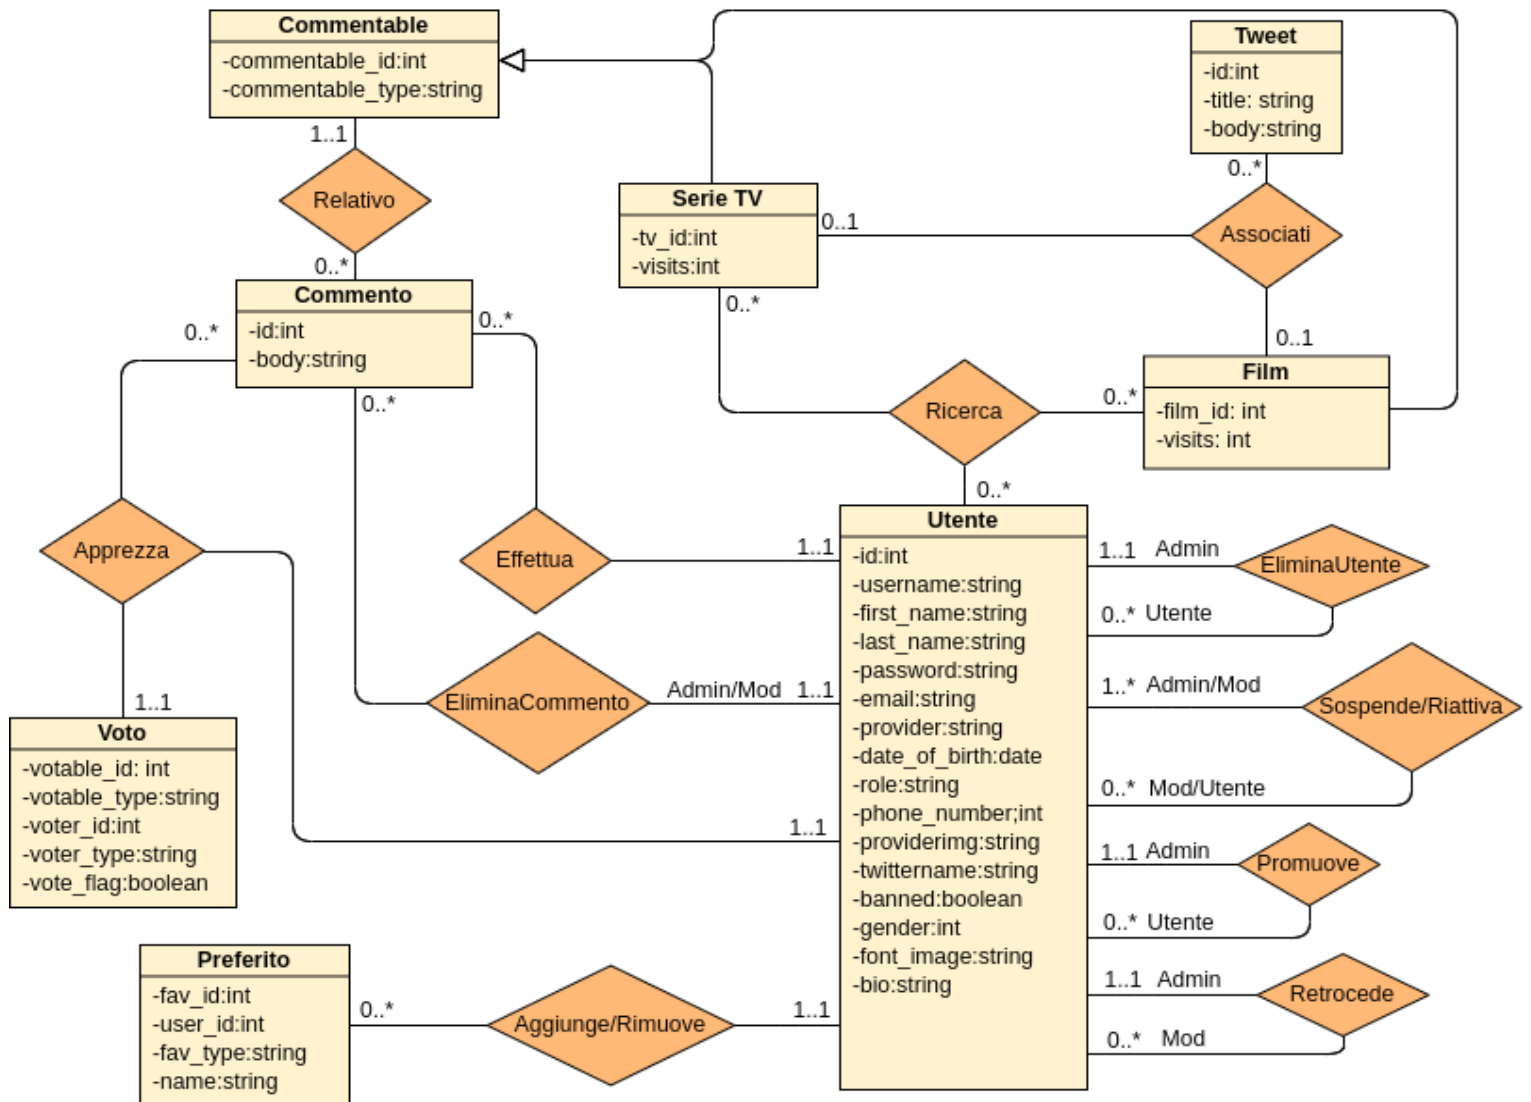 Commentable
-commentable_id:int
-commentable_type:string
1..1
Relativo
0..*
Tweet
-id:int
-title: string
-body:string
0..*
Serie TV
-tv_id:int
-visits:int
0..1
Associati
0..*
0..1
Commento
-id:int
-body:string
0..*
0..*
0..*
Film
-film_id: int
-visits: int
0..*
Ricerca
0..*
Apprezza
1..1
Effettua
1..1
EliminaCommento
Admin/Mod 1..1
Voto
-votable_id: int
-votable_type:string
-voter_id:int
-voter_type:string
-vote_flag:boolean
1..1
Utente
-id:int
-username:string
-first_name:string
-last_name:string
-password:string
-email:string
-provider:string
-date_of_birth:date
-role:string
-phone_number;int
-providerimg:string
-twittername:string
-banned:boolean
-gender:int
-font_image:string
-bio:string
1..1 Admin
EliminaUtente
0..* Utente
1..* Admin/Mod
Sospende/Riattiva
0..* Mod/Utente
1..1 Admin
Promuove
0..* Utente
1..1 Admin
Retrocede
0..* Mod
Preferito
-fav_id:int
-user_id:int
-fav_type:string
-name:string
0..*
Aggiunge/Rimuove
1..1